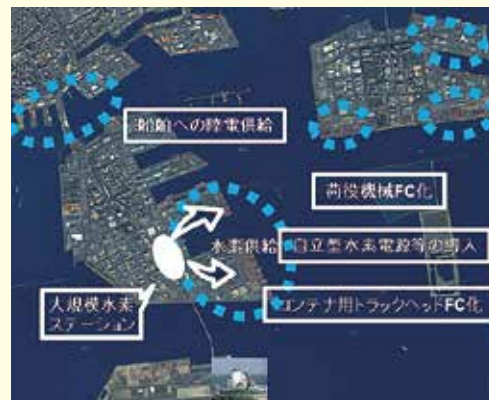 船舶への陸電供給
荷役機械FC化
水素供給
自立型水素電源等の導入
大規模水素
ステーション
コンテナ用トラックヘッドFC化